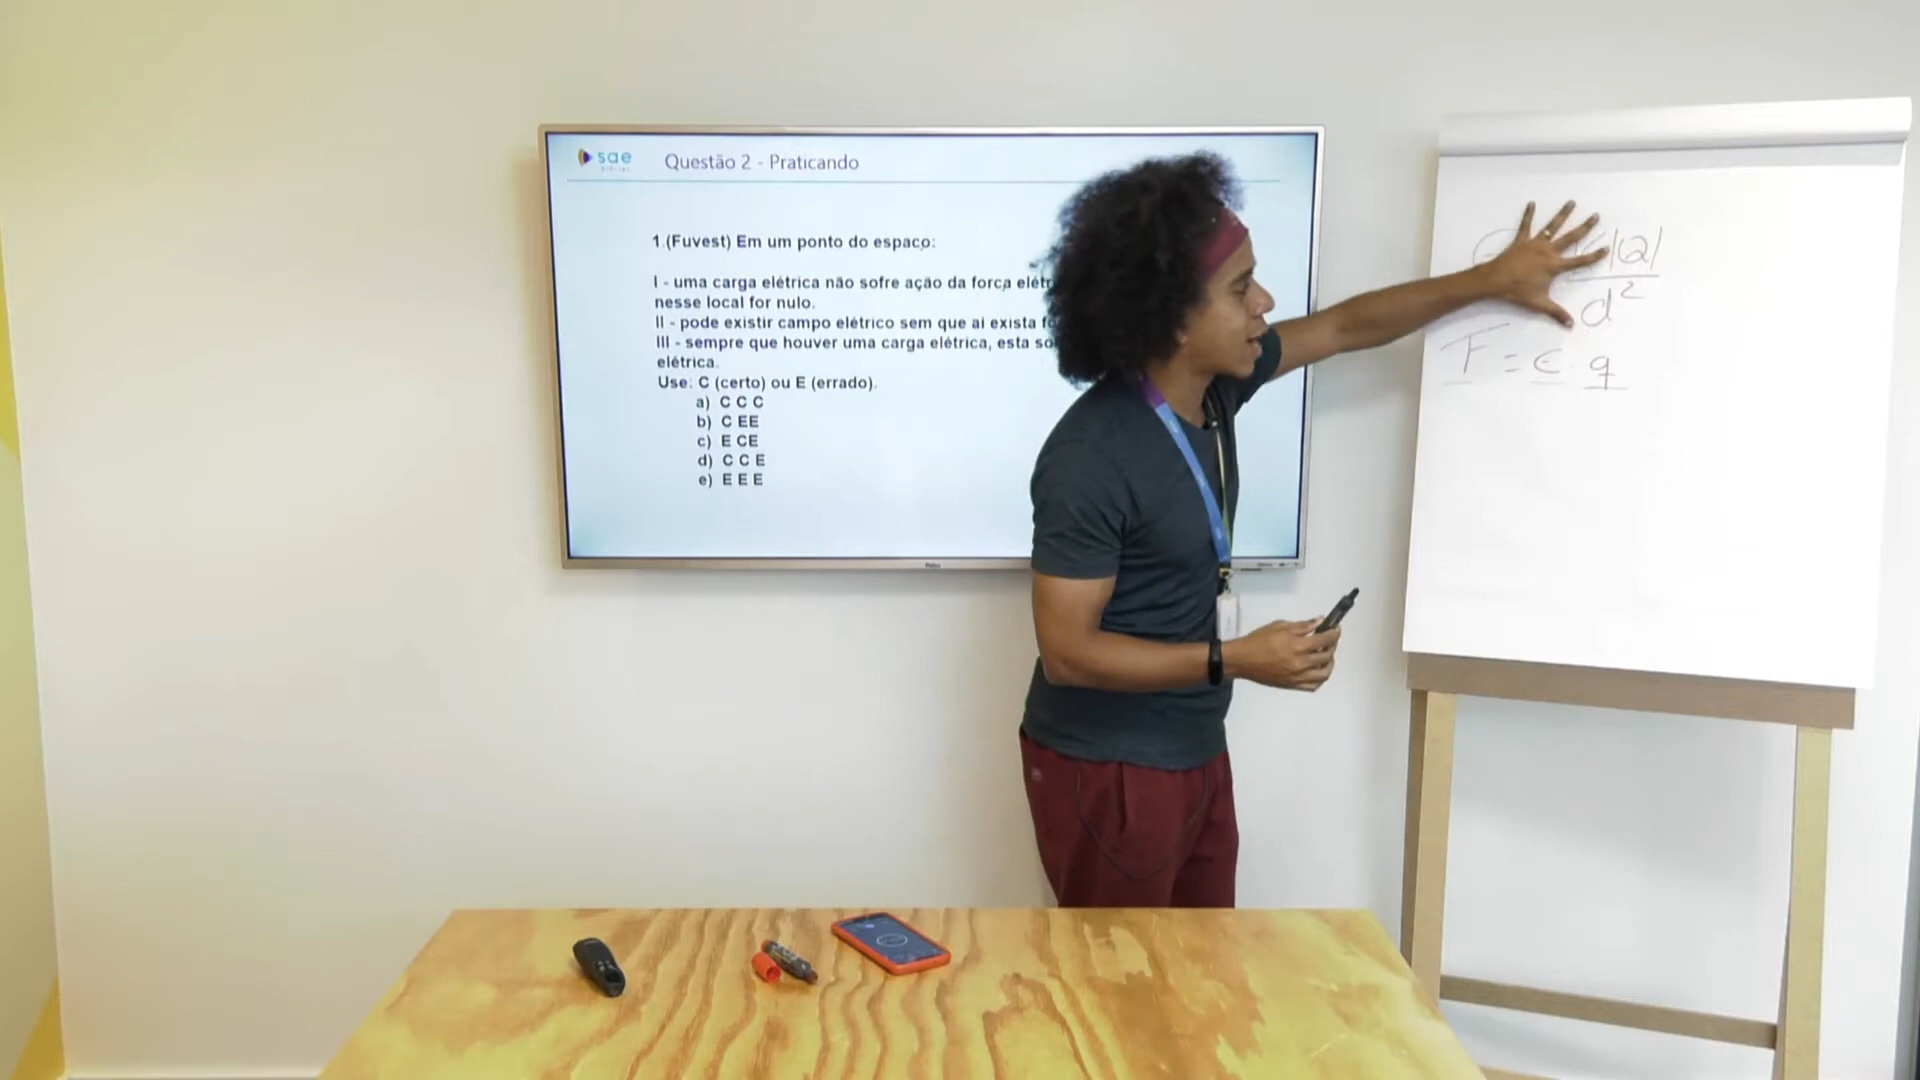 sae
DIGITAL
Questão 2 - Praticando
1.(Fuvest) Em um ponto do espaço:
I - uma carga elétrica não sofre ação da força elétr
nesse local for nulo.
II - pode existir campo elétrico sem que aí exista fo
III - sempre que houver uma carga elétrica, esta so
elétrica.
Use: C (certo) ou E (errado).
a) C C C
b) C EE
c) E CE
d) C C E
e) E E E
Philco
|Q|
d²
F = E · q